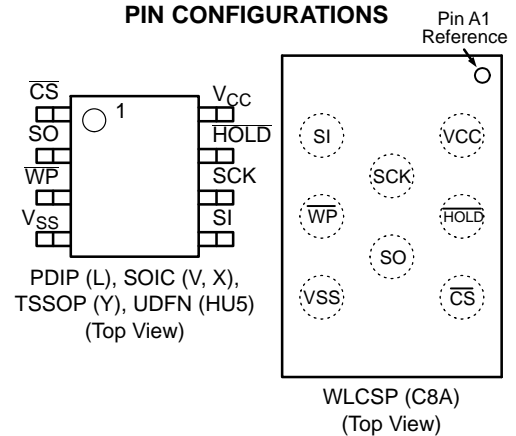 PIN CONFIGURATIONS
Pin A1
Reference
CS
SO
WP
VSS
1
VCC
HOLD
SCK
SI
PDIP (L), SOIC (V, X),
TSSOP (Y), UDFN (HU5)
(Top View)
SI
VCC
SCK
WP
HOLD
SO
VSS
CS
WLCSP (C8A)
(Top View)